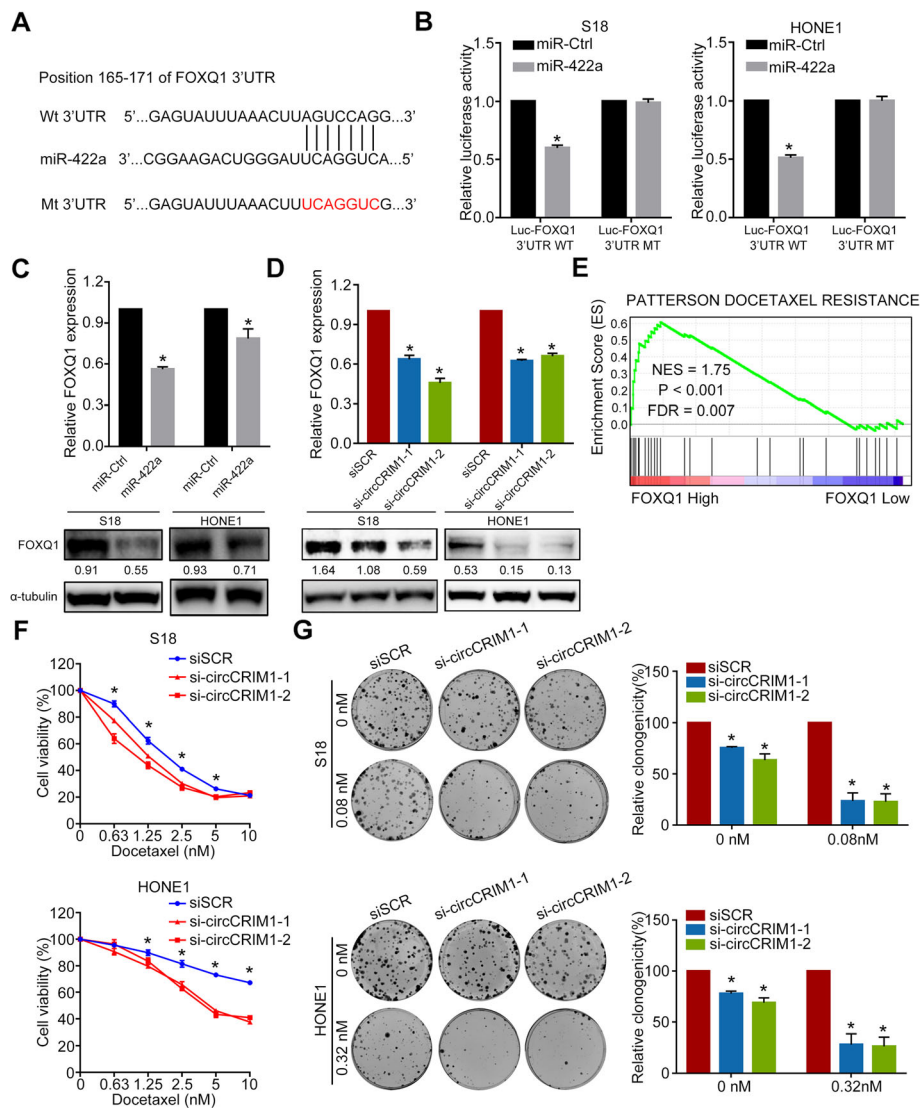 A
Position 165-171 of FOXQ1 3’UTR
Wt 3’UTR 5’...GAGUAUUUAAACUUAGUCCAGG...3’
miR-422a 3’...CGGAAGACUGGGAUUCAGGUCA...5’
Mt 3’UTR 5’...GAGUAUUUAAACUUUCAGGUCG...3’
B
S18
miR-Ctrl
miR-422a
Relative luciferase activity
1.5
1.0
0.5
0.0
*
Luc-FOXQ1 3’UTR WT
Luc-FOXQ1 3’UTR MT
HONE1
miR-Ctrl
miR-422a
Relative luciferase activity
1.5
1.0
0.5
0.0
*
Luc-FOXQ1 3’UTR WT
Luc-FOXQ1 3’UTR MT
C
Relative FOXQ1 expression
1.2
0.9
0.6
0.3
0.0
* *
miR-Ctrl miR-422a miR-Ctrl miR-422a
S18 HONE1
FOXQ1
0.91 0.55 0.93 0.71
α-tubulin
D
Relative FOXQ1 expression
1.2
0.9
0.6
0.3
0.0
* * * *
siSCR si-circCRIM1-1 si-circCRIM1-2 siSCR si-circCRIM1-1 si-circCRIM1-2
S18 HONE1
1.64 1.08 0.59 0.53 0.15 0.13
E
PATTERSON DOCETAXEL RESISTANCE
Enrichment Score (ES)
0.6
0.5
0.4
0.3
0.2
0.1
0.0
NES = 1.75
P < 0.001
FDR = 0.007
FOXQ1 High FOXQ1 Low
F
S18
siSCR
si-circCRIM1-1
si-circCRIM1-2
Cell viability (%)
120
100
80
60
40
20
0
* * * *
0 0.63 1.25 2.5 5 10
Docetaxel (nM)
HONE1
siSCR
si-circCRIM1-1
si-circCRIM1-2
Cell viability (%)
120
100
80
60
40
20
0
* * * *
0 0.63 1.25 2.5 5 10
Docetaxel (nM)
G
siSCR si-circCRIM1-1 si-circCRIM1-2
S18
0 nM
0.08 nM
siSCR
si-circCRIM1-1
si-circCRIM1-2
Relative clonogenicity(%)
150
100
50
0
* * * *
0 nM 0.08nM
siSCR si-circCRIM1-1 si-circCRIM1-2
HONE1
0 nM
0.32 nM
siSCR
si-circCRIM1-1
si-circCRIM1-2
Relative clonogenicity(%)
150
100
50
0
* * * *
0 nM 0.32nM